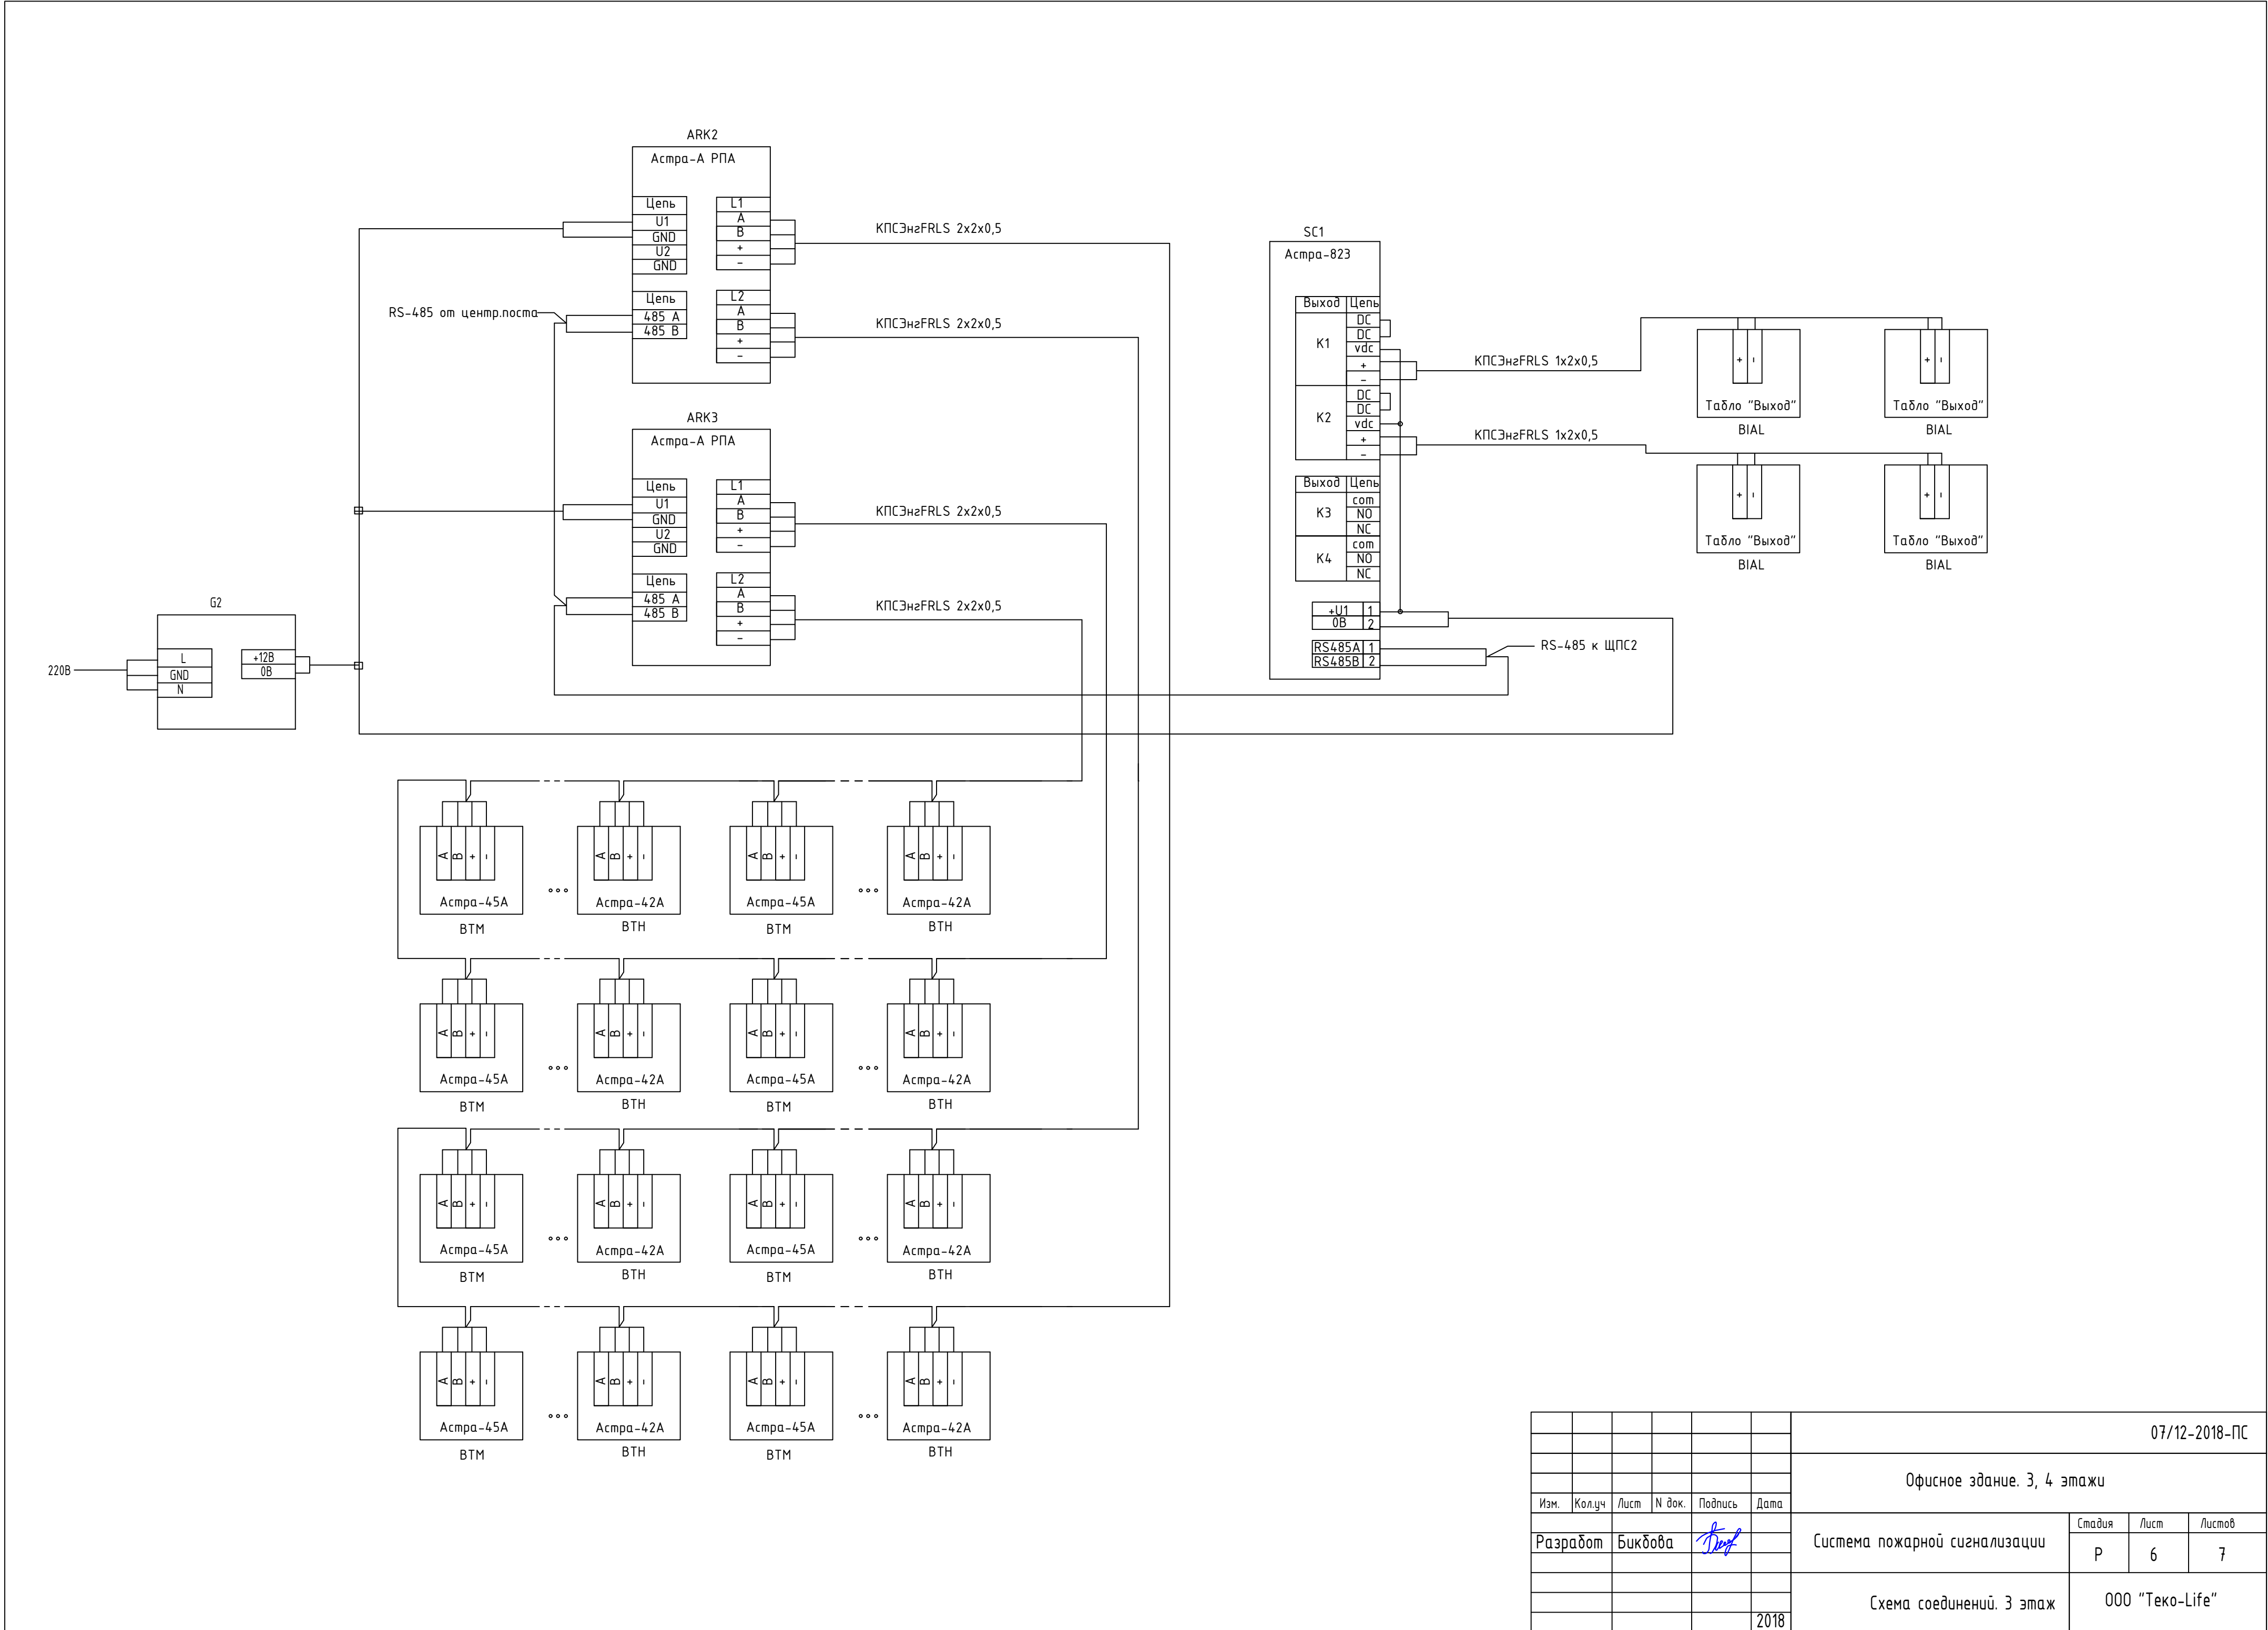 ARK2
Астра-А РПА
Цепь
U1
GND
U2
GND
Цепь
485 А
485 В
L1
A
B
+
-
L2
A
B
+
-
КПСЭнгFRLS 2x2x0,5
КПСЭнгFRLS 2x2x0,5
RS-485 от центр.поста
ARK3
Астра-А РПА
Цепь
U1
GND
U2
GND
Цепь
485 А
485 В
L1
A
B
+
-
L2
A
B
+
-
КПСЭнгFRLS 2x2x0,5
КПСЭнгFRLS 2x2x0,5
G2
220В
L
GND
N
+12В
0В
SC1
Астра-823
Выход Цепь
K1
DC
DC
vdc
+
-
K2
DC
DC
vdc
+
-
Выход Цепь
K3
com
NO
NC
K4
com
NO
NC
+U1 1
0В 2
RS485A 1
RS485B 2
RS-485 к ЩПС2
КПСЭнгFRLS 1x2x0,5
КПСЭнгFRLS 1x2x0,5
+ -
Табло "Выход"
BIAL
+ -
Табло "Выход"
BIAL
+ -
Табло "Выход"
BIAL
+ -
Табло "Выход"
BIAL
A B + -
Астра-45А
ВТМ
A B + -
Астра-42А
ВТН
A B + -
Астра-45А
ВТМ
A B + -
Астра-42А
ВТН
A B + -
Астра-45А
ВТМ
A B + -
Астра-42А
ВТН
A B + -
Астра-45А
ВТМ
A B + -
Астра-42А
ВТН
A B + -
Астра-45А
ВТМ
A B + -
Астра-42А
ВТН
A B + -
Астра-45А
ВТМ
A B + -
Астра-42А
ВТН
A B + -
Астра-45А
ВТМ
A B + -
Астра-42А
ВТН
A B + -
Астра-45А
ВТМ
A B + -
Астра-42А
ВТН
07/12-2018-ПС
Офисное здание. 3, 4 этажи
Изм. Кол.уч Лист N док. Подпись Дата
Разработ Бикбова
Система пожарной сигнализации
Стадия Лист Листов
Р 6 7
Схема соединений. 3 этаж
ООО "Теко-Life"
2018